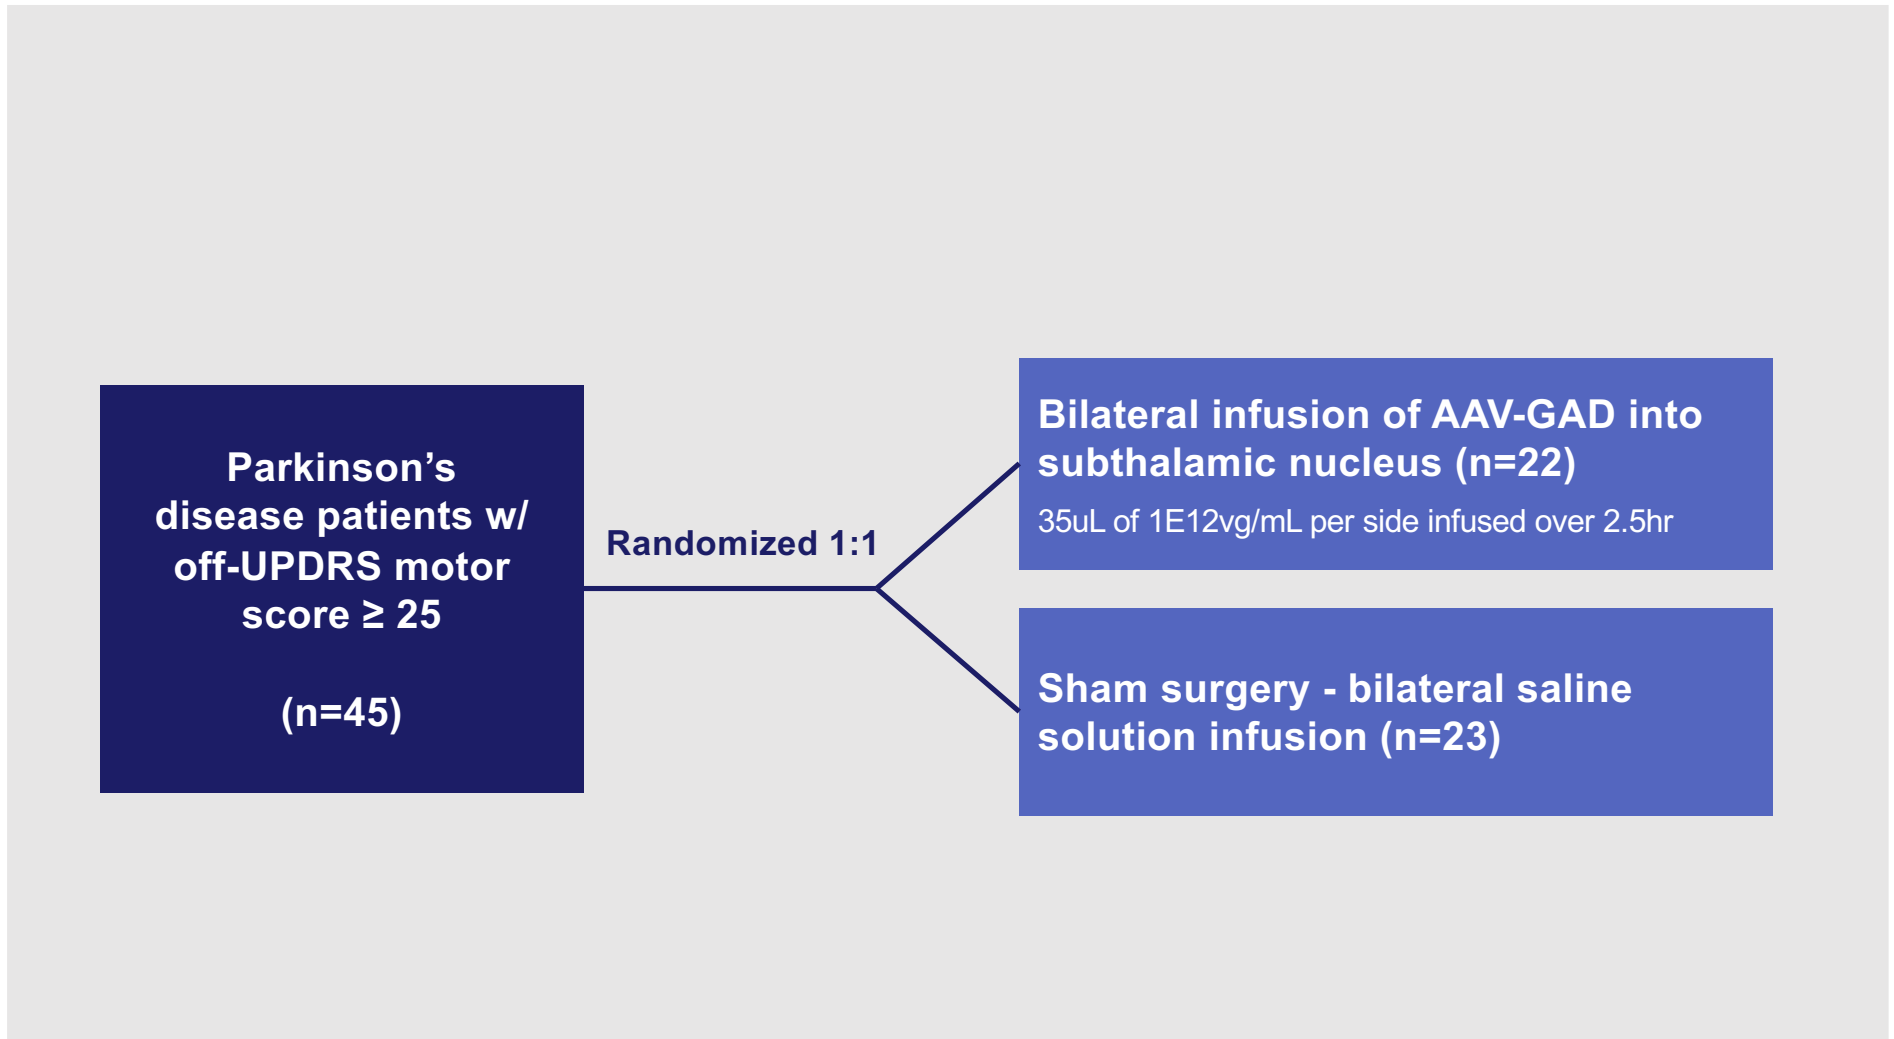 Parkinson’s
disease patients w/
off-UPDRS motor
score ≥ 25
(n=45)
Randomized 1:1
Bilateral infusion of AAV-GAD into
subthalamic nucleus (n=22)
35uL of 1E12vg/mL per side infused over 2.5hr
Sham surgery - bilateral saline
solution infusion (n=23)